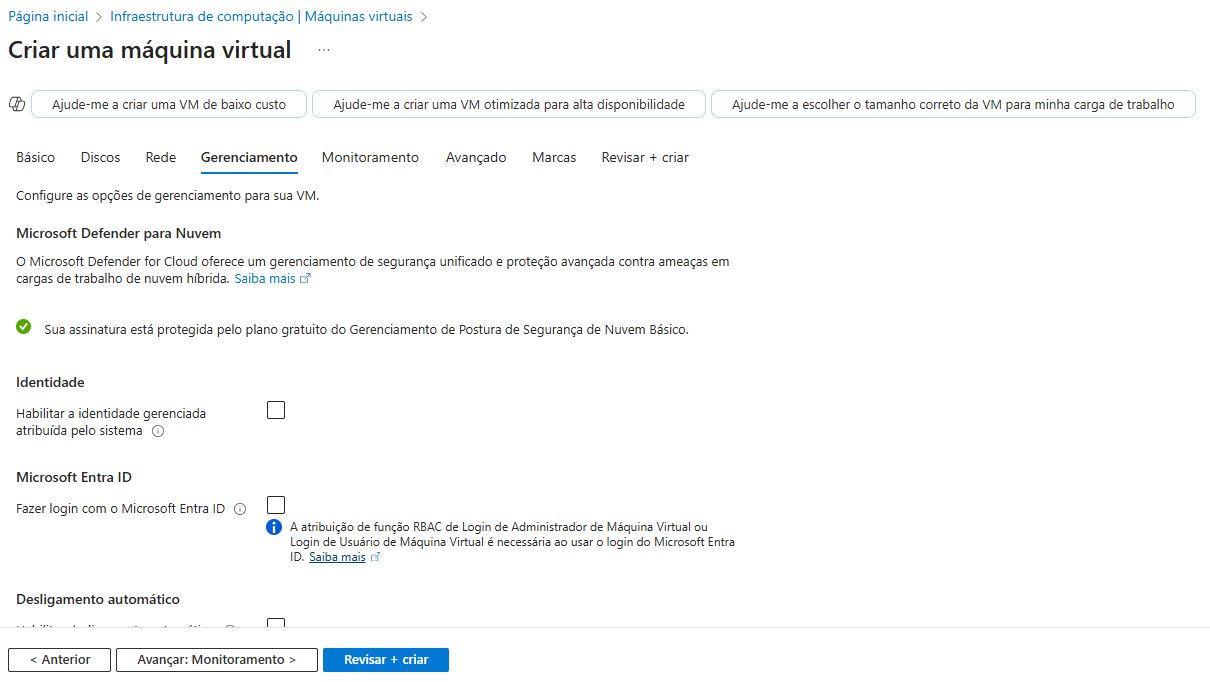 Página inicial > Infraestrutura de computação | Máquinas virtuais >
Criar uma máquina virtual ...
Ajude-me a criar uma VM de baixo custo
Ajude-me a criar uma VM otimizada para alta disponibilidade
Ajude-me a escolher o tamanho correto da VM para minha carga de trabalho
Básico Discos Rede Gerenciamento Monitoramento Avançado Marcas Revisar + criar
Configure as opções de gerenciamento para sua VM.
Microsoft Defender para Nuvem
O Microsoft Defender for Cloud oferece um gerenciamento de segurança unificado e proteção avançada contra ameaças em
cargas de trabalho de nuvem híbrida. Saiba mais
Sua assinatura está protegida pelo plano gratuito do Gerenciamento de Postura de Segurança de Nuvem Básico.
Identidade
Habilitar a identidade gerenciada
atribuída pelo sistema
Microsoft Entra ID
Fazer login com o Microsoft Entra ID
A atribuição de função RBAC de Login de Administrador de Máquina Virtual ou
Login de Usuário de Máquina Virtual é necessária ao usar o login do Microsoft Entra
ID. Saiba mais
Desligamento automático
< Anterior
Avançar: Monitoramento >
Revisar + criar